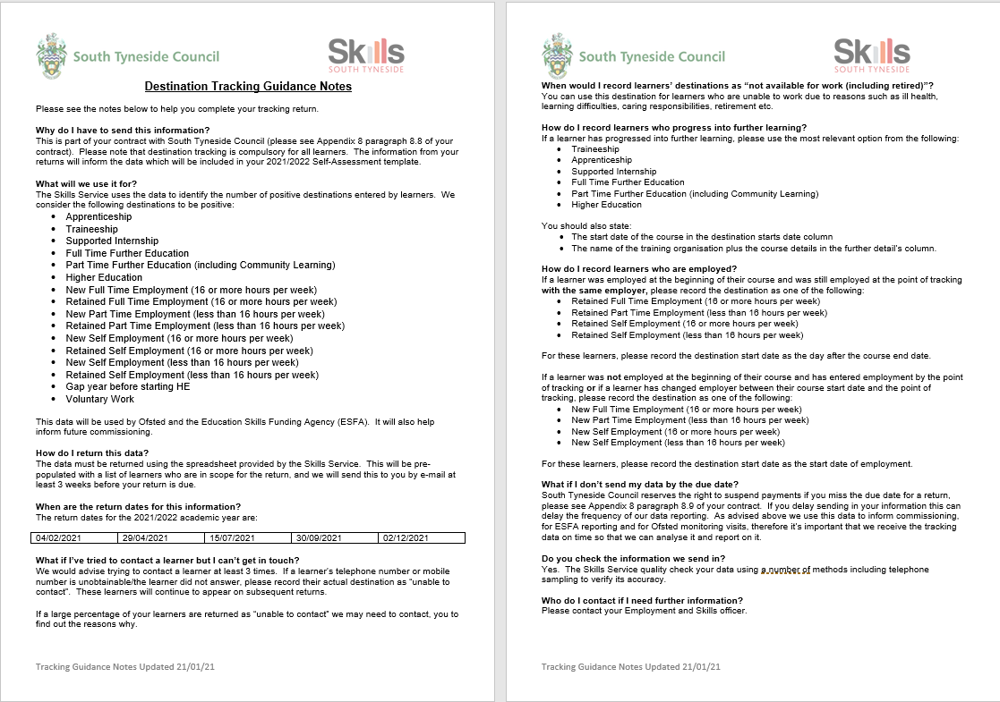 South Tyneside Council
Skills
SOUTH TYNESIDE
Destination Tracking Guidance Notes
Please see the notes below to help you complete your tracking return.
Why do I have to send this information?
This is part of your contract with South Tyneside Council (please see Appendix 8 paragraph 8.8 of your
contract).  Please note that destination tracking is compulsory for all learners.  The information from your
returns will inform the data which will be included in your 2021/2022 Self-Assessment template.
What will we use it for?
The Skills Service uses the data to identify the number of positive destinations entered by learners.  We
consider the following destinations to be positive:
• Apprenticeship
• Traineeship
• Supported Internship
• Full Time Further Education
• Part Time Further Education (including Community Learning)
• Higher Education
• New Full Time Employment (16 or more hours per week)
• Retained Full Time Employment (16 or more hours per week)
• New Part Time Employment (less than 16 hours per week)
• Retained Part Time Employment (less than 16 hours per week)
• New Self Employment (16 or more hours per week)
• Retained Self Employment (16 or more hours per week)
• New Self Employment (less than 16 hours per week)
• Retained Self Employment (less than 16 hours per week)
• Gap year before starting HE
• Voluntary Work
This data will be used by Ofsted and the Education Skills Funding Agency (ESFA).  It will also help
inform future commissioning.
How do I return this data?
The data must be returned using the spreadsheet provided by the Skills Service.  This will be pre-
populated with a list of learners who are in scope for the return, and we will send this to you by e-mail at
least 3 weeks before your return is due.
When are the return dates for this information?
The return dates for the 2021/2022 academic year are:
04/02/2021 29/04/2021 15/07/2021 30/09/2021 02/12/2021
What if I've tried to contact a learner but I can't get in touch?
We would advise trying to contact a learner at least 3 times.  If a learner's telephone number or mobile
number is unobtainable/the learner did not answer, please record their actual destination as “unable to
contact”.  These learners will continue to appear on subsequent returns.
If a large percentage of your learners are returned as “unable to contact” we may need to contact, you to
find out the reasons why.
Tracking Guidance Notes Updated 21/01/21
South Tyneside Council
Skills
SOUTH TYNESIDE
When would I record learners' destinations as “not available for work (including retired)”?
You can use this destination for learners who are unable to work due to reasons such as ill health,
learning difficulties, caring responsibilities, retirement etc.
How do I record learners who progress into further learning?
If a learner has progressed into further learning, please use the most relevant option from the following:
• Traineeship
• Apprenticeship
• Supported Internship
• Full Time Further Education
• Part Time Further Education (including Community Learning)
• Higher Education
You should also state:
• The start date of the course in the destination starts date column
• The name of the training organisation plus the course details in the further detail's column.
How do I record learners who are employed?
If a learner was employed at the beginning of their course and was still employed at the point of tracking
with the same employer, please record the destination as one of the following:
• Retained Full Time Employment (16 or more hours per week)
• Retained Part Time Employment (less than 16 hours per week)
• Retained Self Employment (16 or more hours per week)
• Retained Self Employment (less than 16 hours per week)
For these learners, please record the destination start date as the day after the course end date.
If a learner was not employed at the beginning of their course and has entered employment by the point
of tracking or if a learner has changed employer between their course start date and the point of
tracking, please record the destination as one of the following:
• New Full Time Employment (16 or more hours per week)
• New Part Time Employment (less than 16 hours per week)
• New Self Employment (16 or more hours per week)
• New Self Employment (less than 16 hours per week)
For these learners, please record the destination start date as the start date of employment.
What if I don't send my data by the due date?
South Tyneside Council reserves the right to suspend payments if you miss the due date for a return,
please see Appendix 8 paragraph 8.9 of your contract.  If you delay sending in your information this can
delay the frequency of our data reporting.  As advised above we use this data to inform commissioning,
for ESFA reporting and for Ofsted monitoring visits, therefore it's important that we receive the tracking
data on time so that we can analyse it and report on it.
Do you check the information we send in?
Yes.  The Skills Service quality check your data using a number of methods including telephone
sampling to verify its accuracy.
Who do I contact if I need further information?
Please contact your Employment and Skills officer.
Tracking Guidance Notes Updated 21/01/21